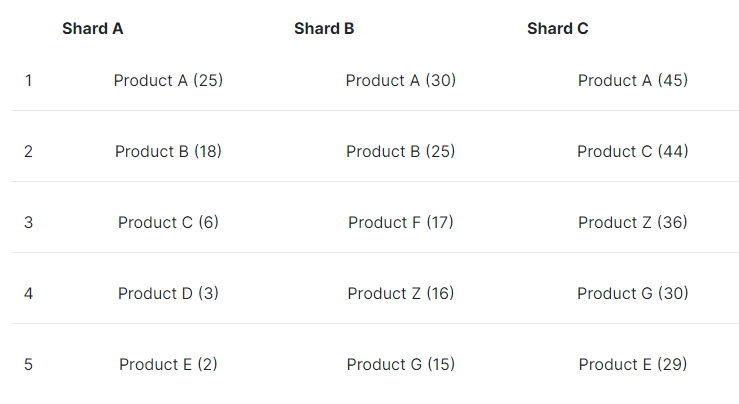 Shard A Shard B Shard C
1 Product A (25) Product A (30) Product A (45)
2 Product B (18) Product B (25) Product C (44)
3 Product C (6) Product F (17) Product Z (36)
4 Product D (3) Product Z (16) Product G (30)
5 Product E (2) Product G (15) Product E (29)